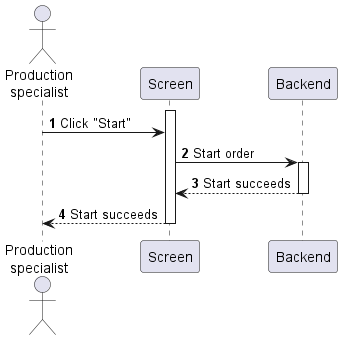 Production
specialist
Screen
Backend
1 Click "Start"
2 Start order
3 Start succeeds
4 Start succeeds
Production
specialist
Screen
Backend